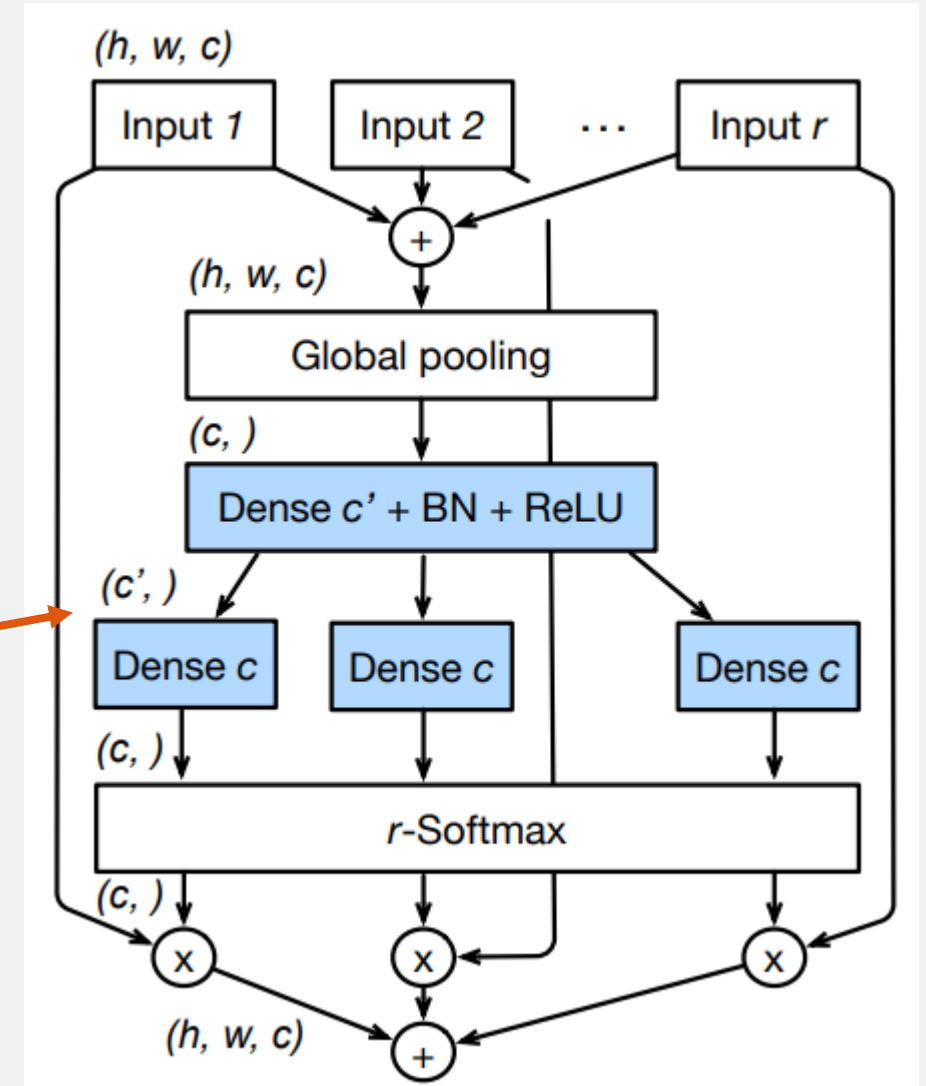 (h, w, c)
Input 1
Input 2
...
Input r
+
(h, w, c)
Global pooling
(c, )
Dense c' + BN + ReLU
(c', )
Dense c
Dense c
Dense c
(c, )
r-Softmax
(c, )
x
x
x
(h, w, c)
+